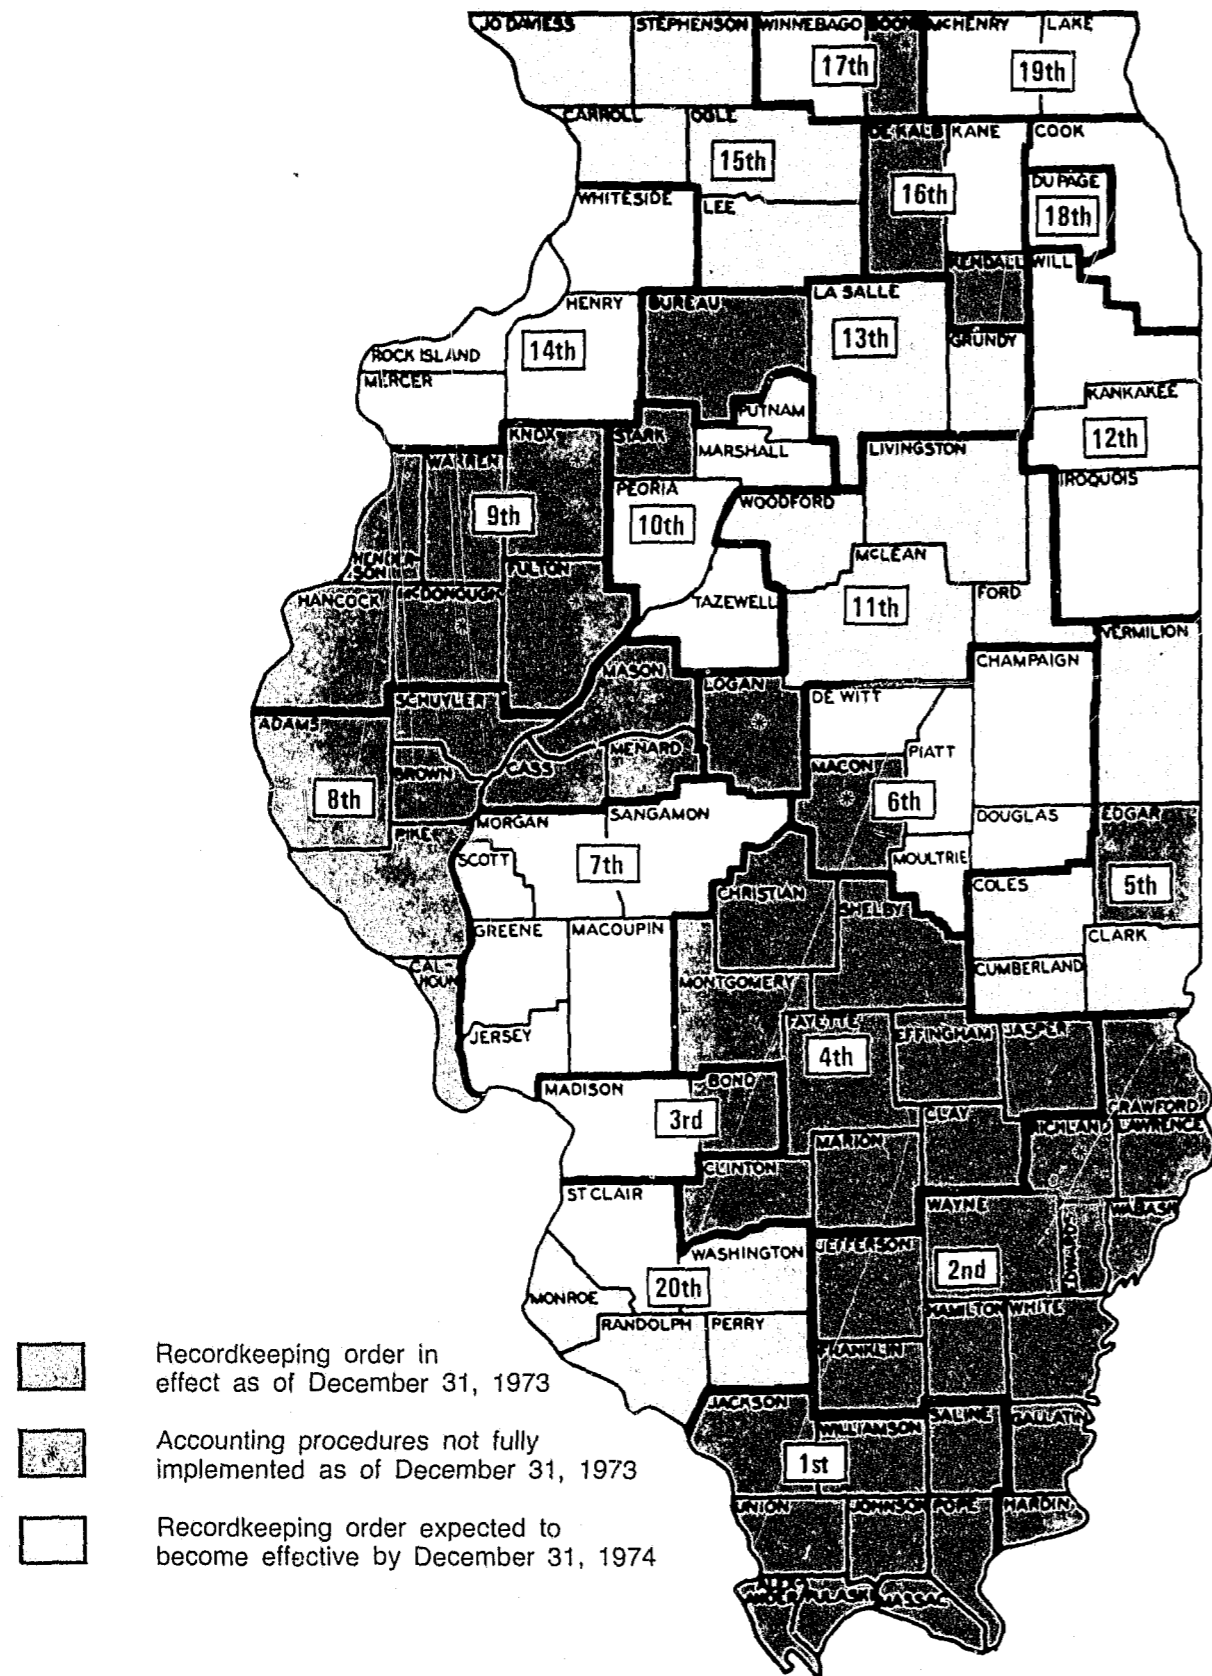 JO DAVIESS
STEPHENSON
WINNEBAGO
BOONE
McHENRY
LAKE
17th
19th
CARROLL
OGLE
DE KALB
KANE
COOK
15th
DU PAGE
16th
18th
WHITESIDE
LEE
KENDALL
WILL
HENRY
BUREAU
LA SALLE
14th
13th
GRUNDY
ROCK ISLAND
MERCER
PUTNAM
KANKAKEE
KNOX
STARK
MARSHALL
LIVINGSTON
12th
WARREN
PEORIA
WOODFORD
IROQUOIS
9th
10th
HENDER-
SON
FULTON
McLEAN
HANCOCK
McDONOUGH
TAZEWELL
11th
FORD
VERMILION
MASON
LOGAN
CHAMPAIGN
SCHUYLER
DE WITT
ADAMS
MENARD
PIATT
BROWN
CASS
MACON
8th
6th
PIKE
MORGAN
SANGAMON
DOUGLAS
EDGAR
SCOTT
7th
MOULTRIE
CHRISTIAN
COLES
5th
SHELBY
GREENE
MACOUPIN
CLARK
CAL-
HOUN
MONTGOMERY
CUMBERLAND
JERSEY
FAYETTE
EFFINGHAM
JASPER
4th
MADISON
BOND
CRAWFORD
3rd
CLAY
RICHLAND
LAWRENCE
MARION
CLINTON
ST CLAIR
WAYNE
WABASH
EDWARDS
WASHINGTON
JEFFERSON
2nd
20th
MONROE
HAMILTON
WHITE
RANDOLPH
PERRY
FRANKLIN
JACKSON
WILLIAMSON
SALINE
GALLATIN
1st
UNION
JOHNSON
POPE
HARDIN
ALEX-
ANDER
PULASKI
MASSAC
Recordkeeping order in
effect as of December 31, 1973
Accounting procedures not fully
implemented as of December 31, 1973
Recordkeeping order expected to
become effective by December 31, 1974